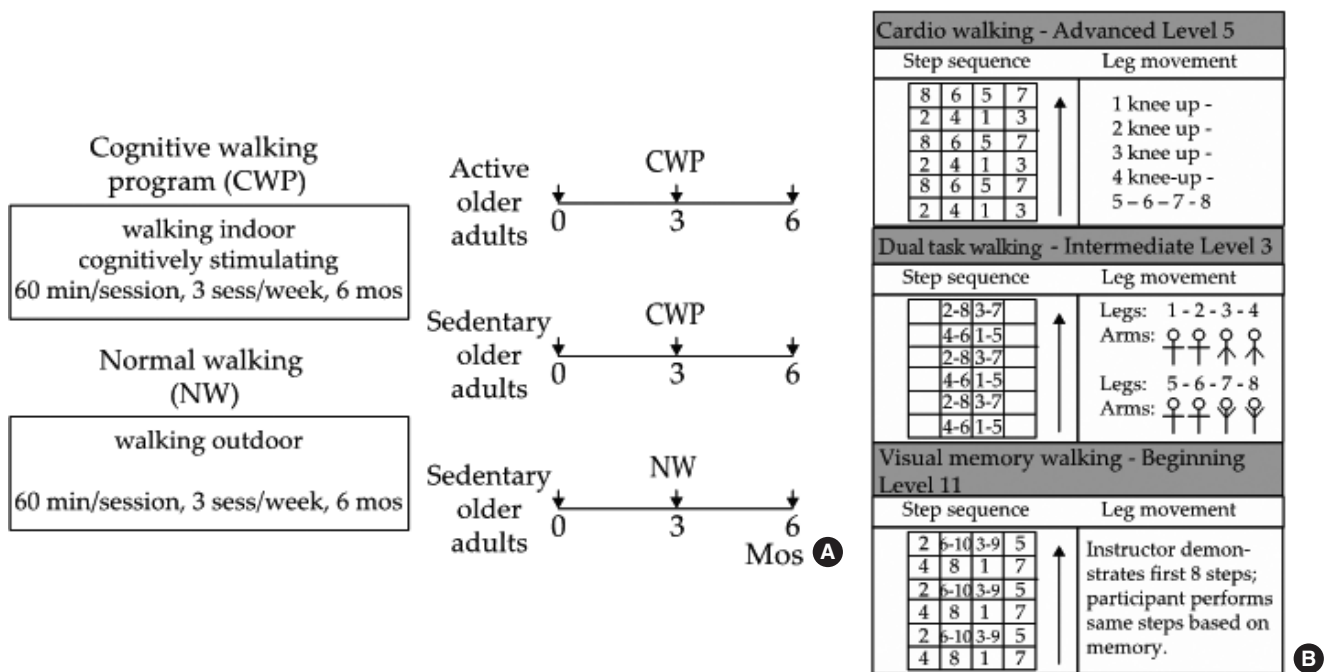 Cognitive walking
program (CWP)
walking indoor
cognitively stimulating
60 min/session, 3 sess/week, 6 mos
Normal walking
(NW)
walking outdoor
60 min/session, 3 sess/week, 6 mos
Active
older
adults
CWP
0 3 6
Sedentary
older
adults
CWP
0 3 6
Sedentary
older
adults
NW
0 3 6
Mos
A
Cardio walking - Advanced Level 5
Step sequence Leg movement
8 6 5 7
2 4 1 3
8 6 5 7
2 4 1 3
8 6 5 7
2 4 1 3
1 knee up -
2 knee up -
3 knee up -
4 knee-up -
5 – 6 – 7 - 8
Dual task walking - Intermediate Level 3
Step sequence Leg movement
2-8 3-7
4-6 1-5
2-8 3-7
4-6 1-5
2-8 3-7
4-6 1-5
Legs: 1 - 2 - 3 - 4
Arms:
Legs: 5 - 6 - 7 - 8
Arms:
Visual memory walking - Beginning
Level 11
Step sequence Leg movement
2 6-10 3-9 5
4 8 1 7
2 6-10 3-9 5
4 8 1 7
2 6-10 3-9 5
4 8 1 7
Instructor demon-
strates first 8 steps;
participant performs
same steps based on
memory.
B